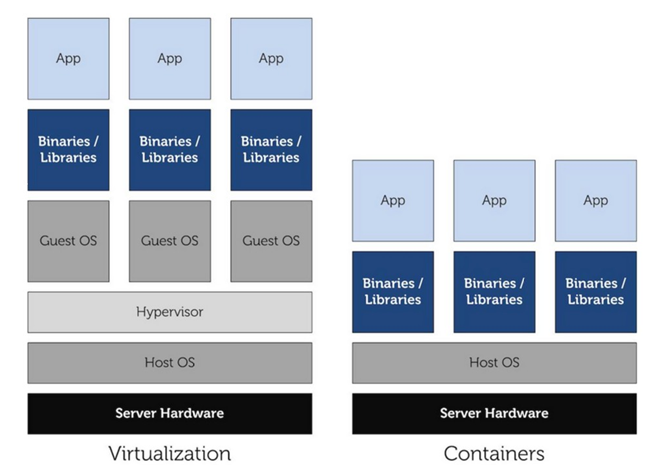 App
App
App
Binaries /
Libraries
Binaries /
Libraries
Binaries /
Libraries
Guest OS
Guest OS
Guest OS
Hypervisor
Host OS
Server Hardware
Virtualization
App
App
App
Binaries /
Libraries
Binaries /
Libraries
Binaries /
Libraries
Host OS
Server Hardware
Containers